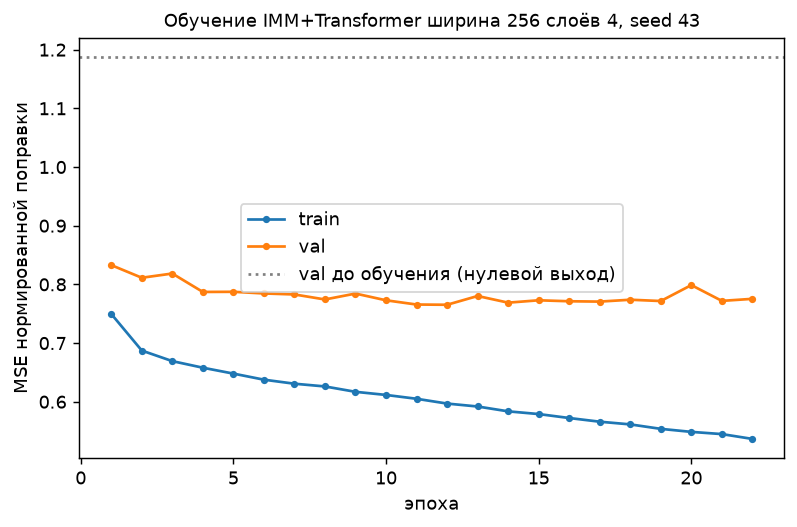 Обучение IMM+Transformer ширина 256 слоёв 4, seed 43
MSE нормированной поправки
1.2
1.1
1.0
0.9
0.8
0.7
0.6
train
val
val до обучения (нулевой выход)
0
5
10
15
20
эпоха